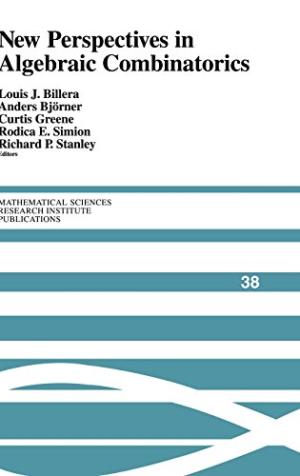 New Perspectives in
Algebraic Combinatorics
Louis J. Billera
Anders Björner
Curtis Greene
Rodica E. Simion
Richard P. Stanley
Editors
MATHEMATICAL SCIENCES
RESEARCH INSTITUTE
PUBLICATIONS
38